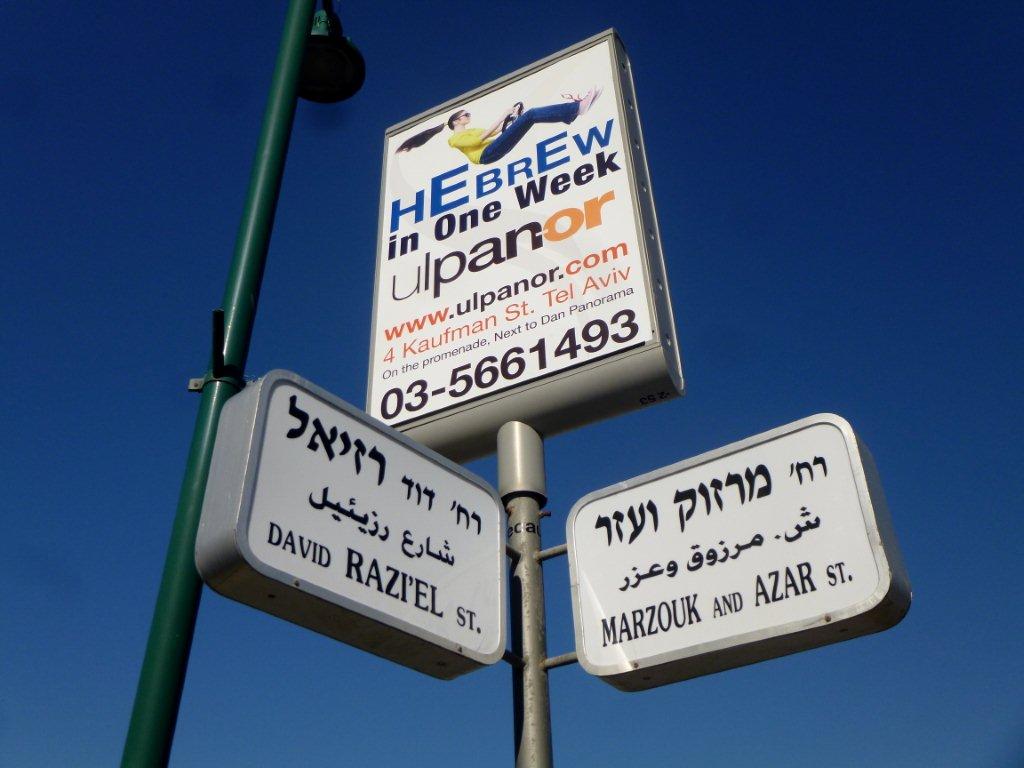 HEBREW
in One Week
ulpanor
www.ulpanor.com
4 Kaufman St. Tel Aviv
On the promenade, Next to Dan Panorama
03-5661493
רח' דוד רזיאל
شارع رزيئيل
DAVID RAZI'EL ST.
רח' מרזוק ועזר
ش. مرزوق وعزر
MARZOUK AND AZAR ST.